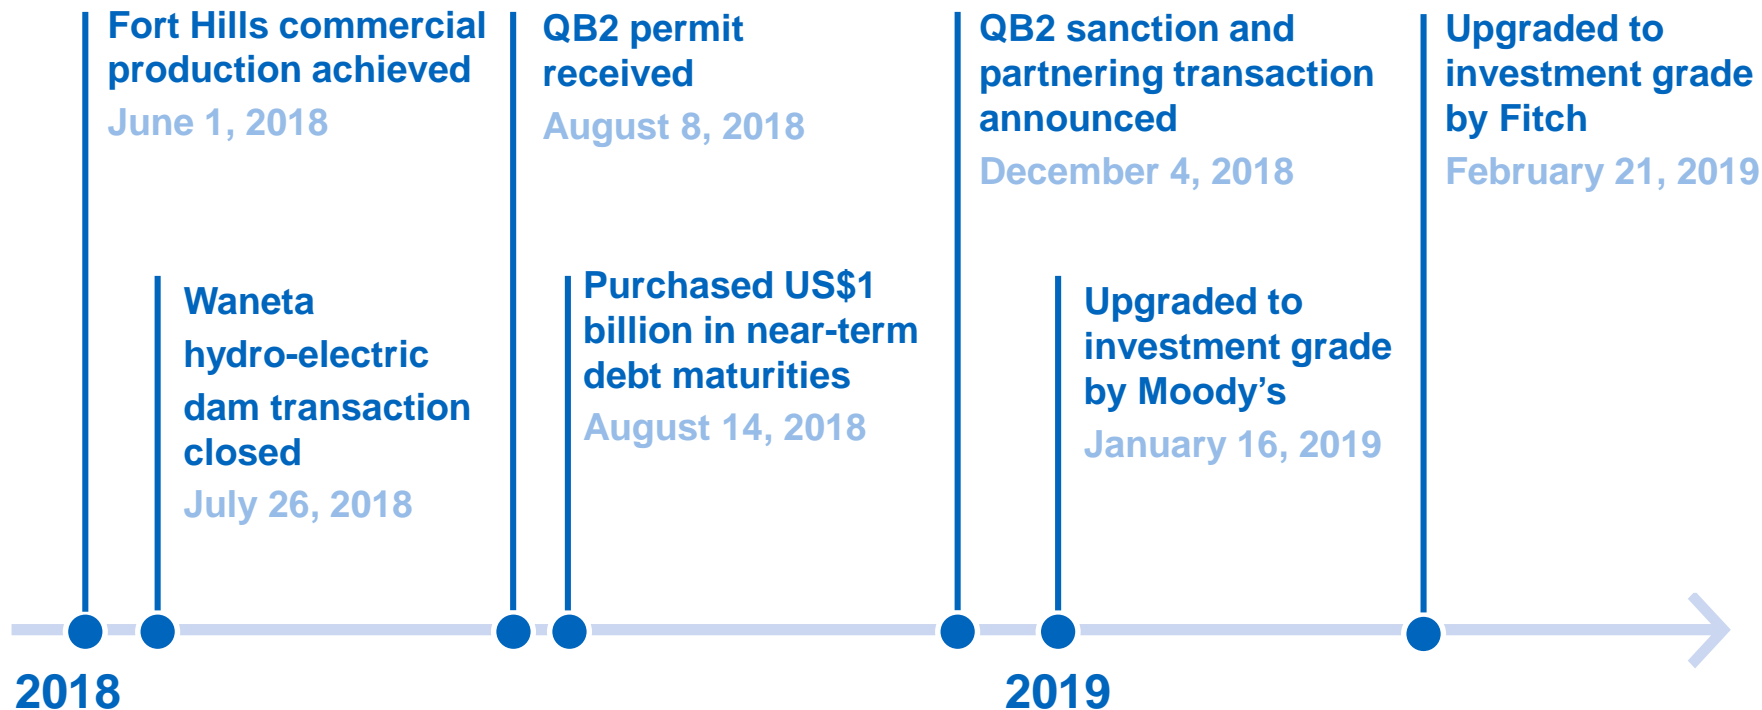 Fort Hills commercial
production achieved
June 1, 2018
QB2 permit
received
August 8, 2018
QB2 sanction and
partnering transaction
announced
December 4, 2018
Upgraded to
investment grade
by Fitch
February 21, 2019
Waneta
hydro-electric
dam transaction
closed
July 26, 2018
Purchased US$1
billion in near-term
debt maturities
August 14, 2018
Upgraded to
investment grade
by Moody’s
January 16, 2019
2018
2019